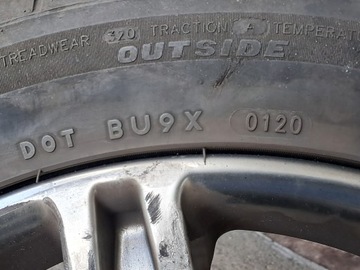 TREADWEAR 320 TRACTION A TEMPERAT
OUTSIDE
DOT BU9X 0120